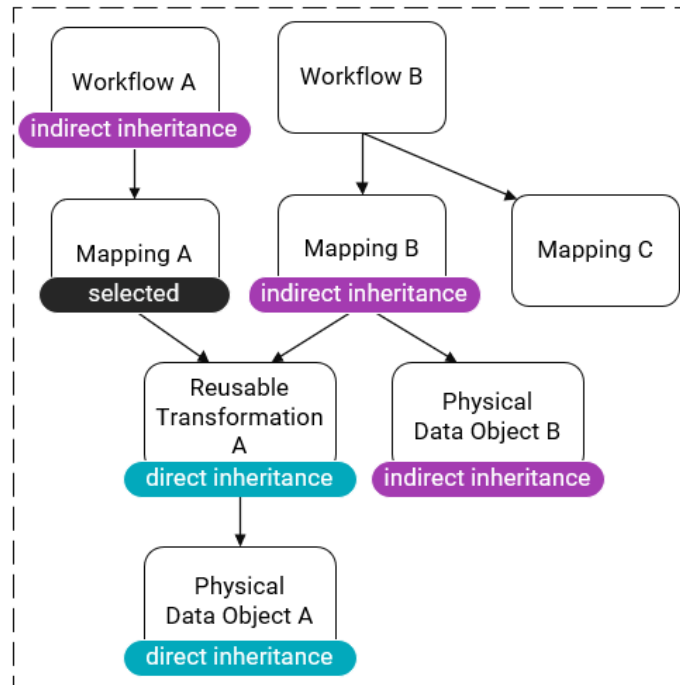 Workflow A
indirect inheritance
Workflow B
Mapping A
selected
Mapping B
indirect inheritance
Mapping C
Reusable
Transformation
A
direct inheritance
Physical
Data Object B
indirect inheritance
Physical
Data Object A
direct inheritance